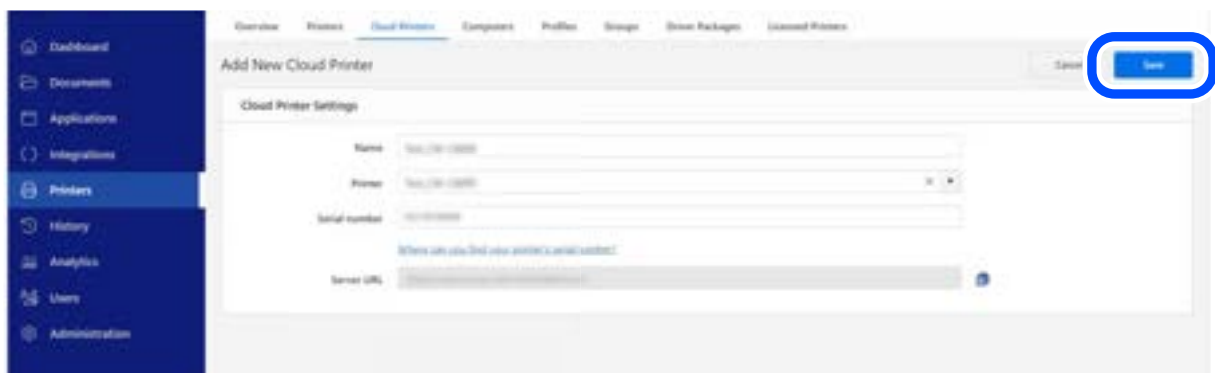 Overview Printers Cloud Printers Computers Profiles Groups Driver Packages Licensed Printers
Dashboard
Documents
Applications
Integrations
Printers
History
Analytics
Users
Administration
Add New Cloud Printer
Cancel Save
Cloud Printer Settings
Name
Printer
Serial number
Where can you find your printer's serial number?
Server URL